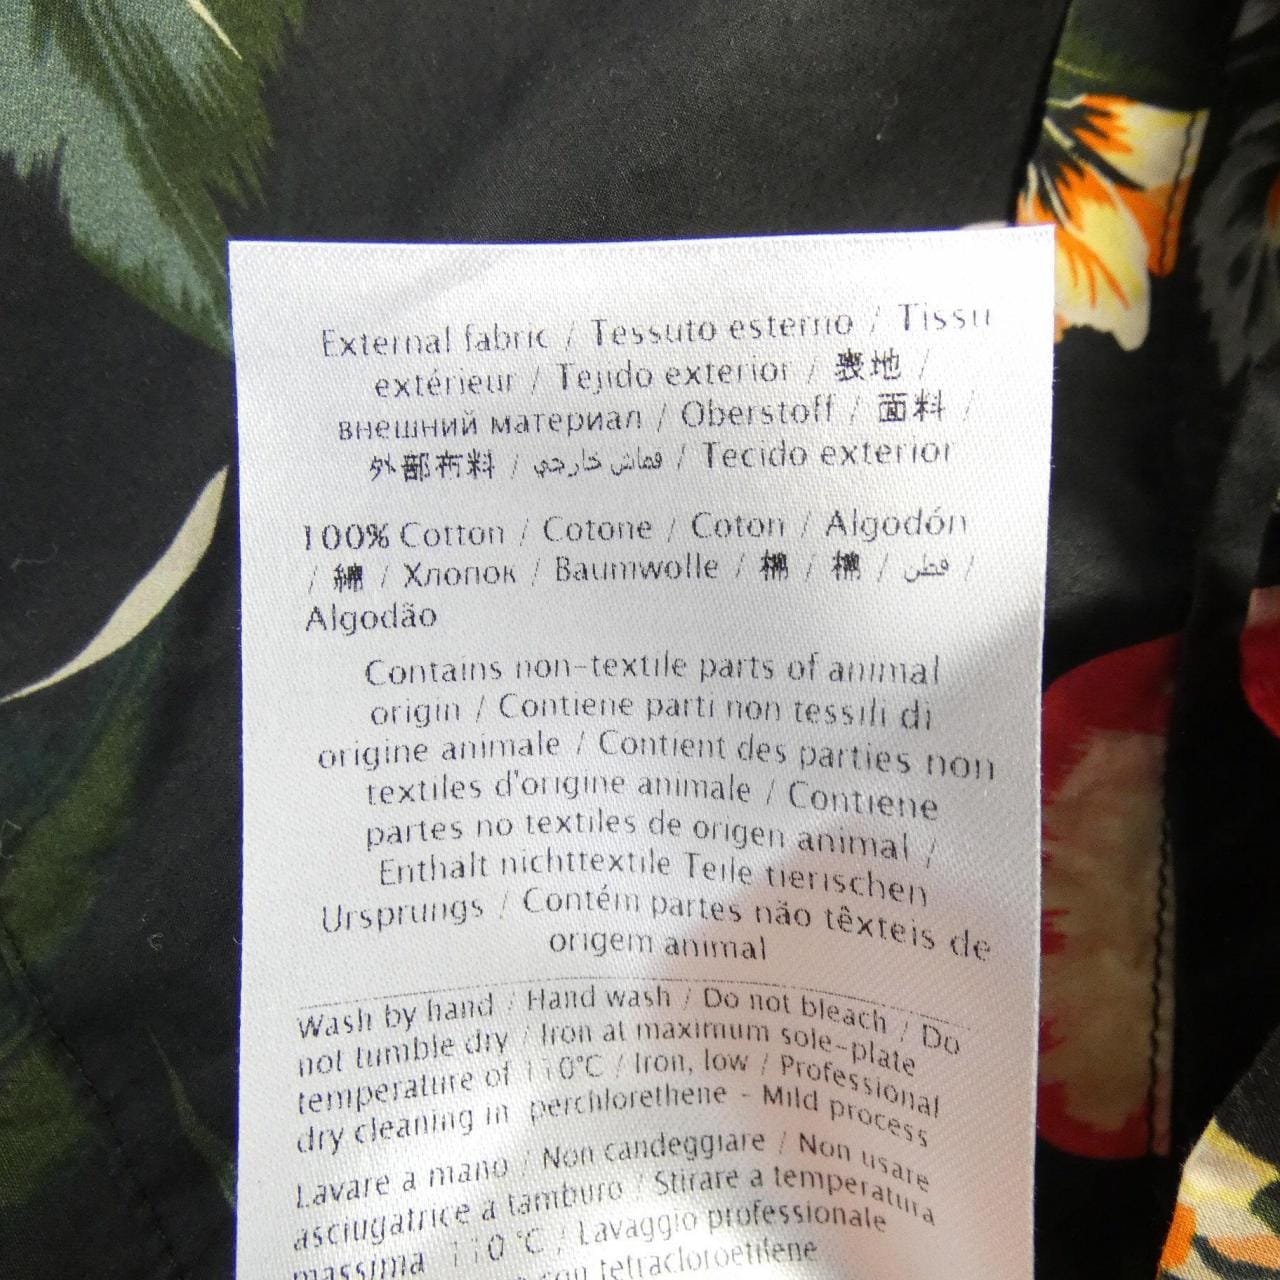 External fabric / Tessuto esterno / Tissu
extérieur / Tejido exterior / 表地 /
внешний материал / Oberstoff / 面料 /
外部布料 / قماش خارجي / Tecido exterior
100% Cotton / Cotone / Coton / Algodón
/ 綿 / Хлопок / Baumwolle / 棉 / 棉 / قطن /
Algodão
Contains non-textile parts of animal
origin / Contiene parti non tessili di
origine animale / Contient des parties non
textiles d'origine animale / Contiene
partes no textiles de origen animal /
Enthalt nichttextile Teile tierischen
Ursprungs / Contém partes não têxteis de
origem animal
Wash by hand / Hand wash / Do not bleach / Do
not tumble dry / Iron at maximum sole-plate
temperature of 110°C / Iron, low / Professional
dry cleaning in perchlorethene - Mild process
Lavare a mano / Non candeggiare / Non usare
asciugatrice a tamburo / Stirare a temperatura
massima 110°C / Lavaggio professionale
con tetracloroetilene